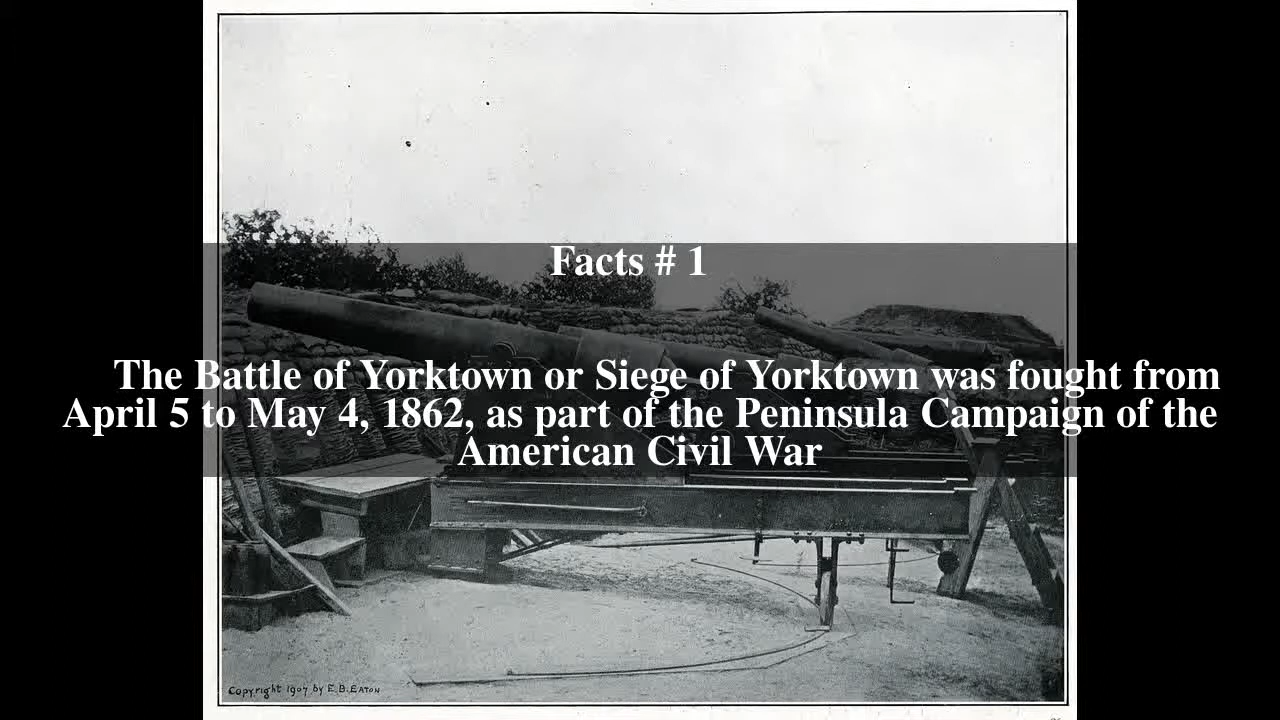 Facts # 1
The Battle of Yorktown or Siege of Yorktown was fought from
April 5 to May 4, 1862, as part of the Peninsula Campaign of the
American Civil War
Copyright 1907 by E.B. Eaton